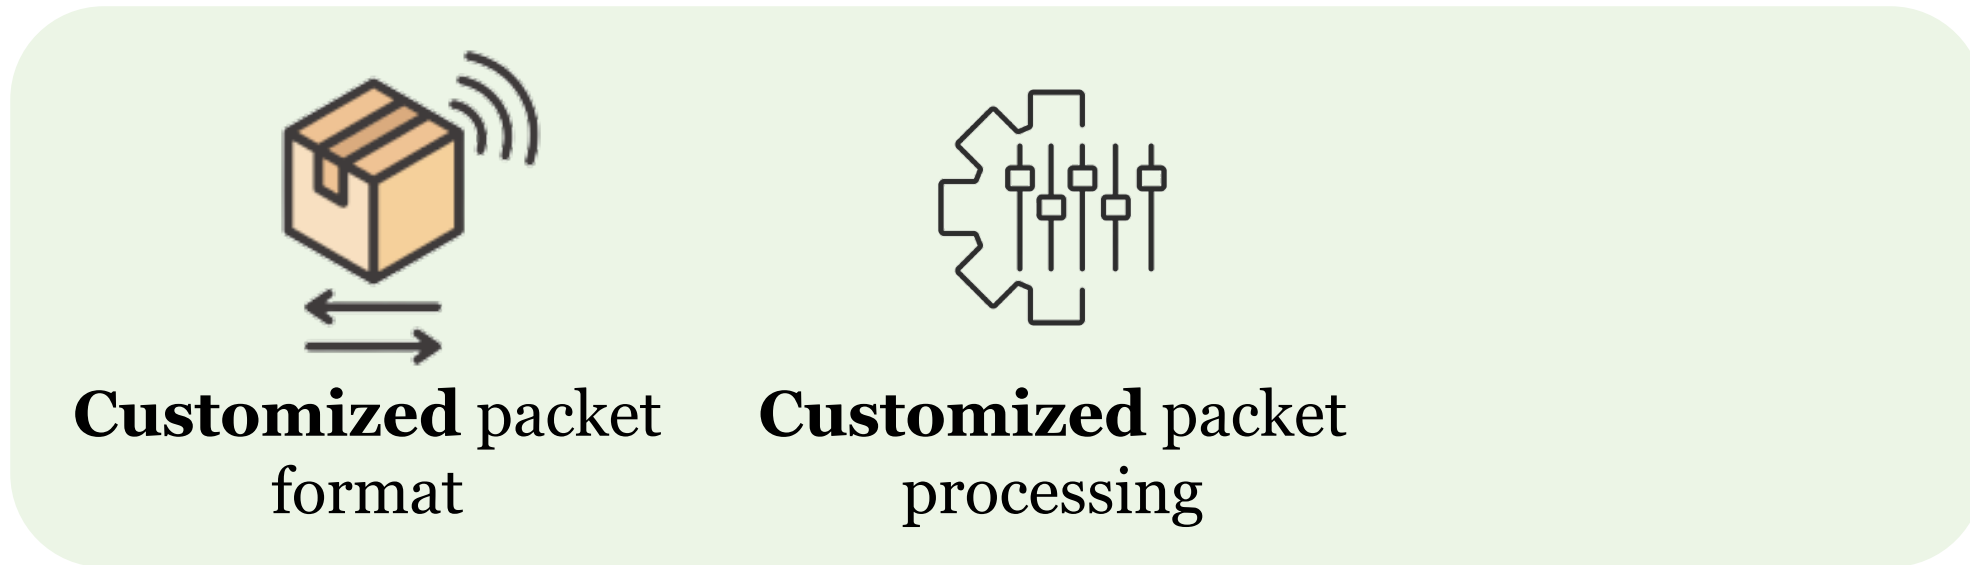 Customized packet
format
Customized packet
processing